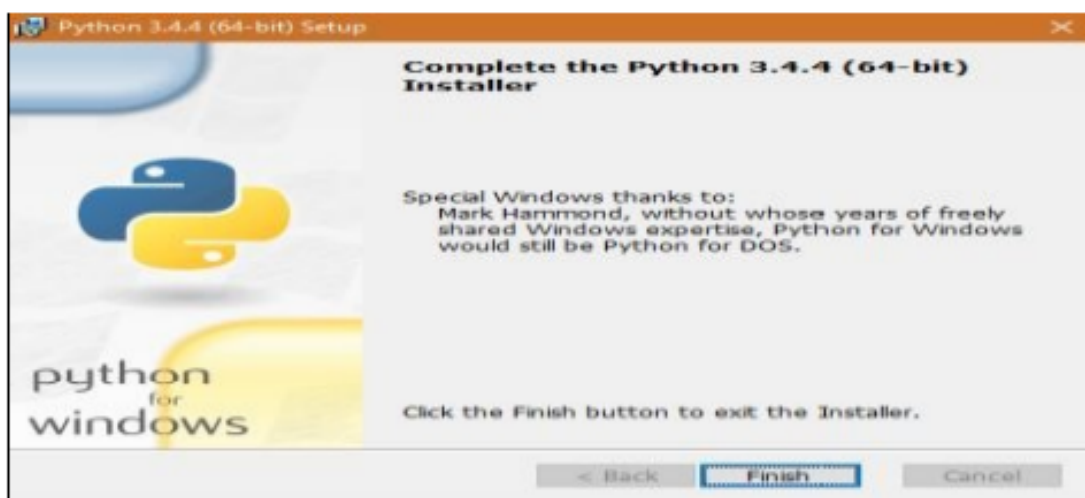 Python 3.4.4 (64-bit) Setup
Complete the Python 3.4.4 (64-bit)
Installer
Special Windows thanks to:
Mark Hammond, without whose years of freely
shared Windows expertise, Python for Windows
would still be Python for DOS.
python
for
windows
Click the Finish button to exit the Installer.
< Back
Finish
Cancel